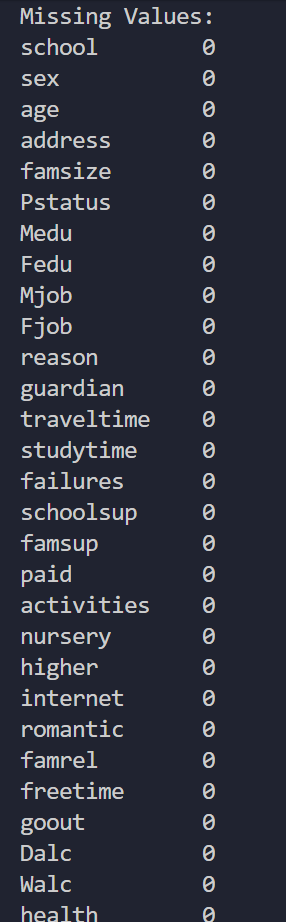 Missing Values:
school 0
sex 0
age 0
address 0
famsize 0
Pstatus 0
Medu 0
Fedu 0
Mjob 0
Fjob 0
reason 0
guardian 0
traveltime 0
studytime 0
failures 0
schoolsup 0
famsup 0
paid 0
activities 0
nursery 0
higher 0
internet 0
romantic 0
famrel 0
freetime 0
goout 0
Dalc 0
Walc 0
health 0